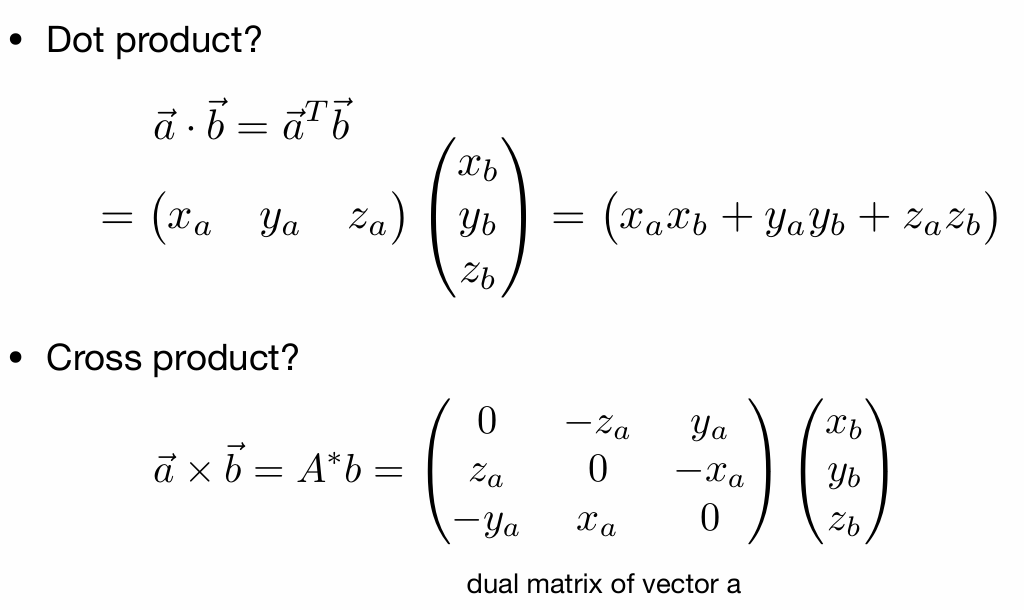 • Dot product?
$\vec{a} \cdot \vec{b} = \vec{a}^T \vec{b}$
$= \begin{pmatrix} x_a & y_a & z_a \end{pmatrix} \begin{pmatrix} x_b \\ y_b \\ z_b \end{pmatrix} = \begin{pmatrix} x_a x_b + y_a y_b + z_a z_b \end{pmatrix}$
• Cross product?
$\vec{a} \times \vec{b} = A^* b = \begin{pmatrix} 0 & -z_a & y_a \\ z_a & 0 & -x_a \\ -y_a & x_a & 0 \end{pmatrix} \begin{pmatrix} x_b \\ y_b \\ z_b \end{pmatrix}$
dual matrix of vector a